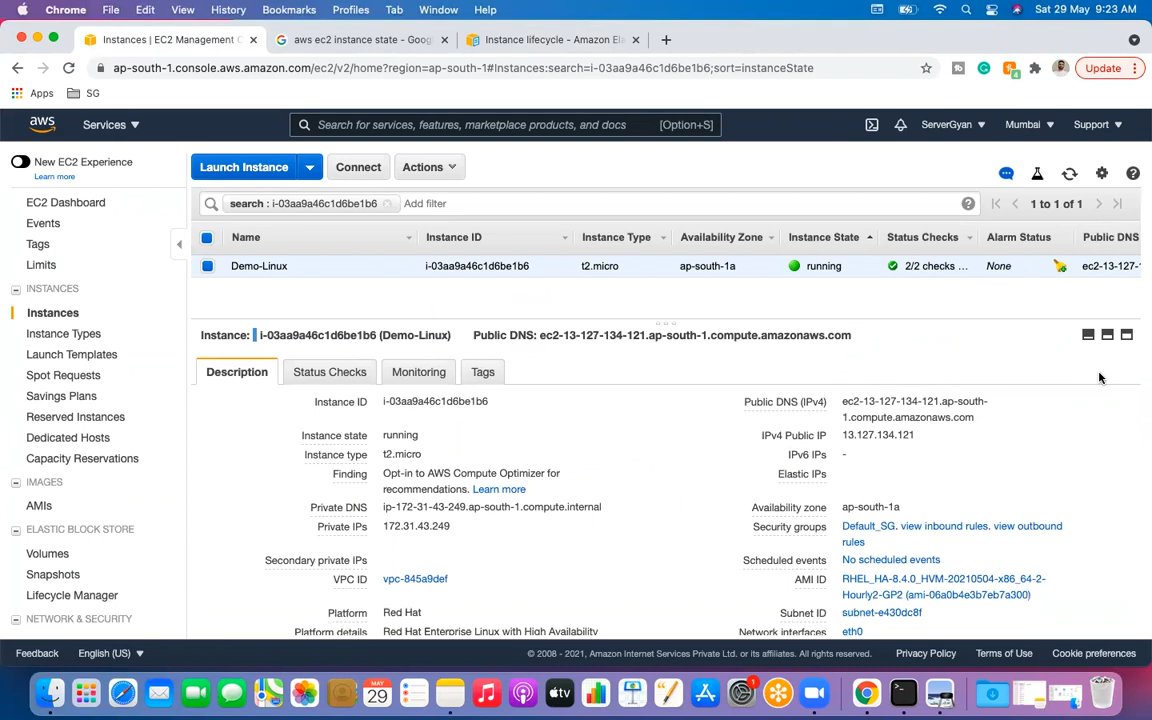 Chrome File Edit View History Bookmarks Profiles Tab Window Help Sat 29 May 9:23 AM
Instances | EC2 Management C aws ec2 instance state - Goog Instance lifecycle - Amazon Ela
ap-south-1.console.aws.amazon.com/ec2/v2/home?region=ap-south-1#Instances:search=i-03aa9a46c1d6be1b6;sort=instanceState Update
Apps SG
aws Services Search for services, features, marketplace products, and docs [Option+S] ServerGyan Mumbai Support
New EC2 Experience
Learn more
Launch Instance Connect Actions
EC2 Dashboard
Events
Tags
Limits
INSTANCES
Instances
Instance Types
Launch Templates
Spot Requests
Savings Plans
Reserved Instances
Dedicated Hosts
Capacity Reservations
IMAGES
AMIs
ELASTIC BLOCK STORE
Volumes
Snapshots
Lifecycle Manager
NETWORK & SECURITY
search : i-03aa9a46c1d6be1b6 Add filter 1 to 1 of 1
Name Instance ID Instance Type Availability Zone Instance State Status Checks Alarm Status Public DNS
Demo-Linux i-03aa9a46c1d6be1b6 t2.micro ap-south-1a running 2/2 checks ... None ec2-13-127-
Instance: i-03aa9a46c1d6be1b6 (Demo-Linux) Public DNS: ec2-13-127-134-121.ap-south-1.compute.amazonaws.com
Description Status Checks Monitoring Tags
Instance ID i-03aa9a46c1d6be1b6
Instance state running
Instance type t2.micro
Finding Opt-in to AWS Compute Optimizer for
recommendations. Learn more
Private DNS ip-172-31-43-249.ap-south-1.compute.internal
Private IPs 172.31.43.249
Secondary private IPs
VPC ID vpc-845a9def
Platform Red Hat
Platform details Red Hat Enterprise Linux with High Availability
Public DNS (IPv4) ec2-13-127-134-121.ap-south-
1.compute.amazonaws.com
IPv4 Public IP 13.127.134.121
IPv6 IPs -
Elastic IPs
Availability zone ap-south-1a
Security groups Default_SG. view inbound rules. view outbound
rules
Scheduled events No scheduled events
AMI ID RHEL_HA-8.4.0_HVM-20210504-x86_64-2-
Hourly2-GP2 (ami-06a0b4e3b7eb7a300)
Subnet ID subnet-e430dc8f
Network interfaces eth0
Feedback English (US) © 2008 - 2021, Amazon Internet Services Private Ltd. or its affiliates. All rights reserved. Privacy Policy Terms of Use Cookie preferences
MAY
29
tv
1